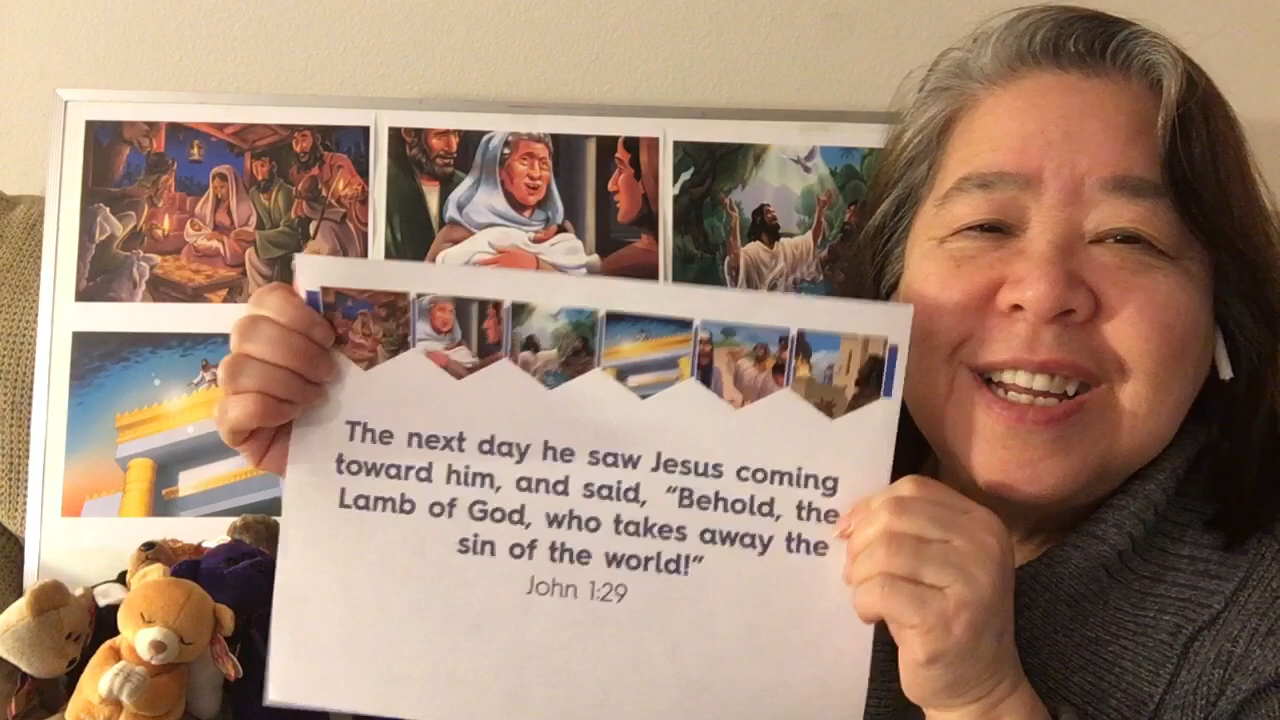 The next day he saw Jesus coming
toward him, and said, “Behold, the
Lamb of God, who takes away the
sin of the world!”
John 1:29